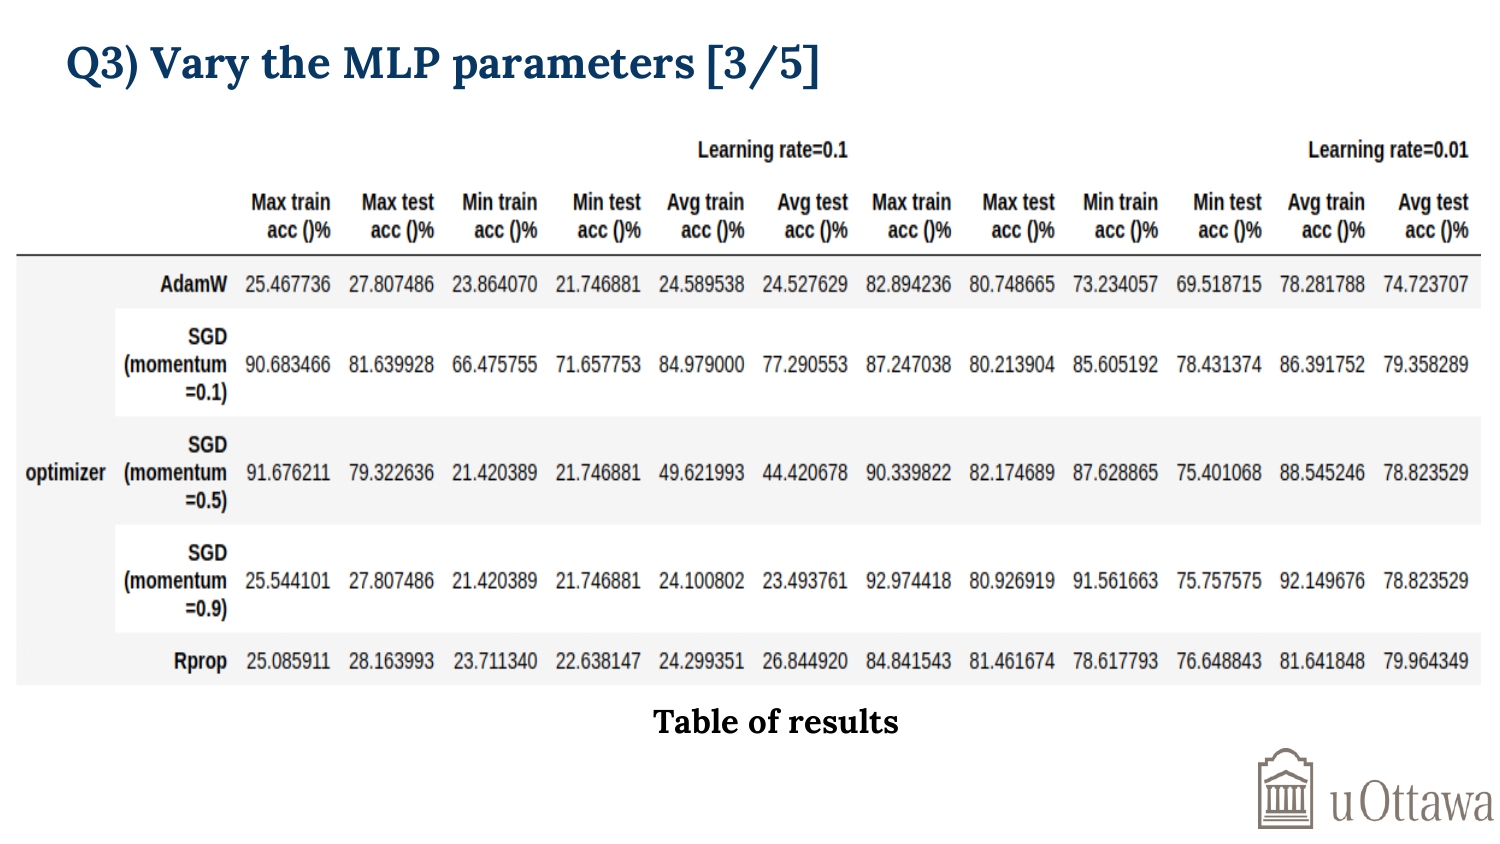 Q3) Vary the MLP parameters [3/5]
Learning rate=0.1 Learning rate=0.01
Max train acc ()% Max test acc ()% Min train acc ()% Min test acc ()% Avg train acc ()% Avg test acc ()% Max train acc ()% Max test acc ()% Min train acc ()% Min test acc ()% Avg train acc ()% Avg test acc ()%
optimizer
AdamW 25.467736 27.807486 23.864070 21.746881 24.589538 24.527629 82.894236 80.748665 73.234057 69.518715 78.281788 74.723707
SGD (momentum =0.1) 90.683466 81.639928 66.475755 71.657753 84.979000 77.290553 87.247038 80.213904 85.605192 78.431374 86.391752 79.358289
SGD (momentum =0.5) 91.676211 79.322636 21.420389 21.746881 49.621993 44.420678 90.339822 82.174689 87.628865 75.401068 88.545246 78.823529
SGD (momentum =0.9) 25.544101 27.807486 21.420389 21.746881 24.100802 23.493761 92.974418 80.926919 91.561663 75.757575 92.149676 78.823529
Rprop 25.085911 28.163993 23.711340 22.638147 24.299351 26.844920 84.841543 81.461674 78.617793 76.648843 81.641848 79.964349
Table of results
uOttawa